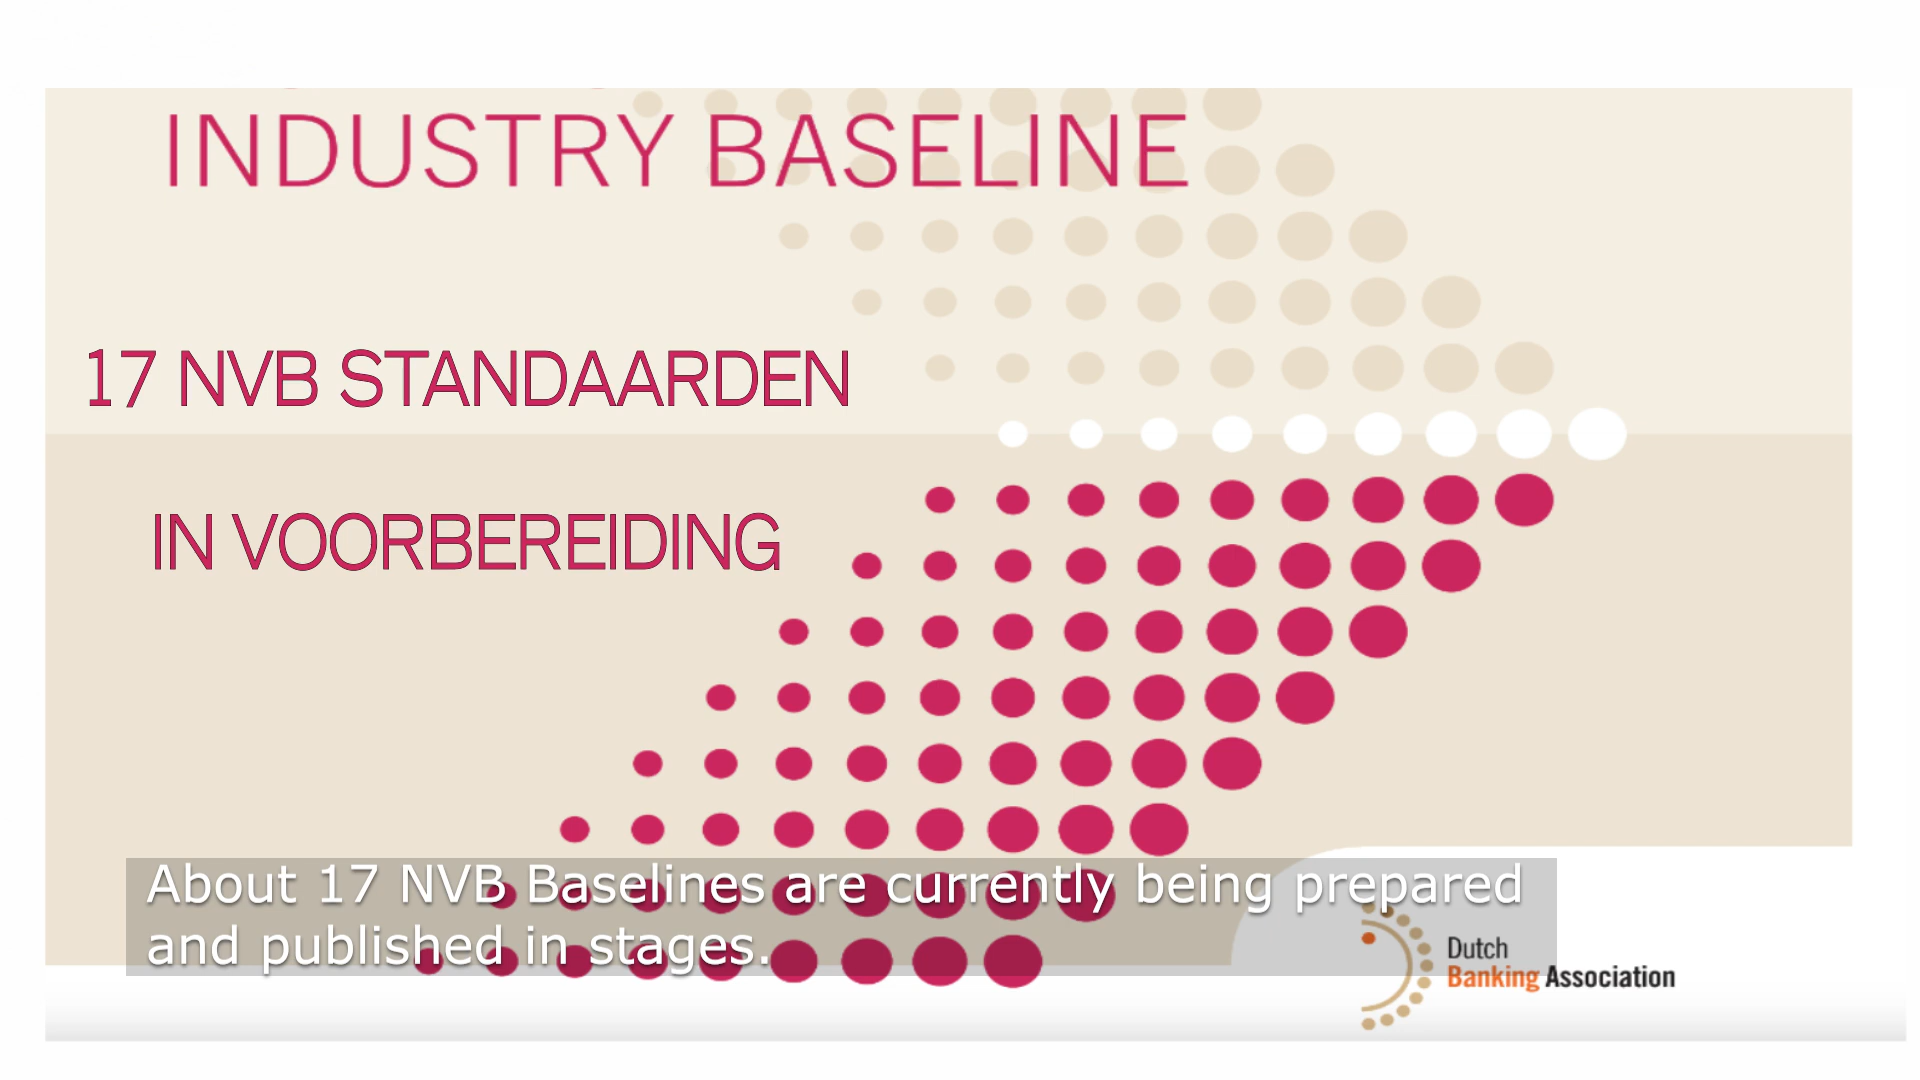 INDUSTRY BASELINE
17 NVB STANDAARDEN
IN VOORBEREIDING
About 17 NVB Baselines are currently being prepared
and published in stages.
Dutch
Banking Association